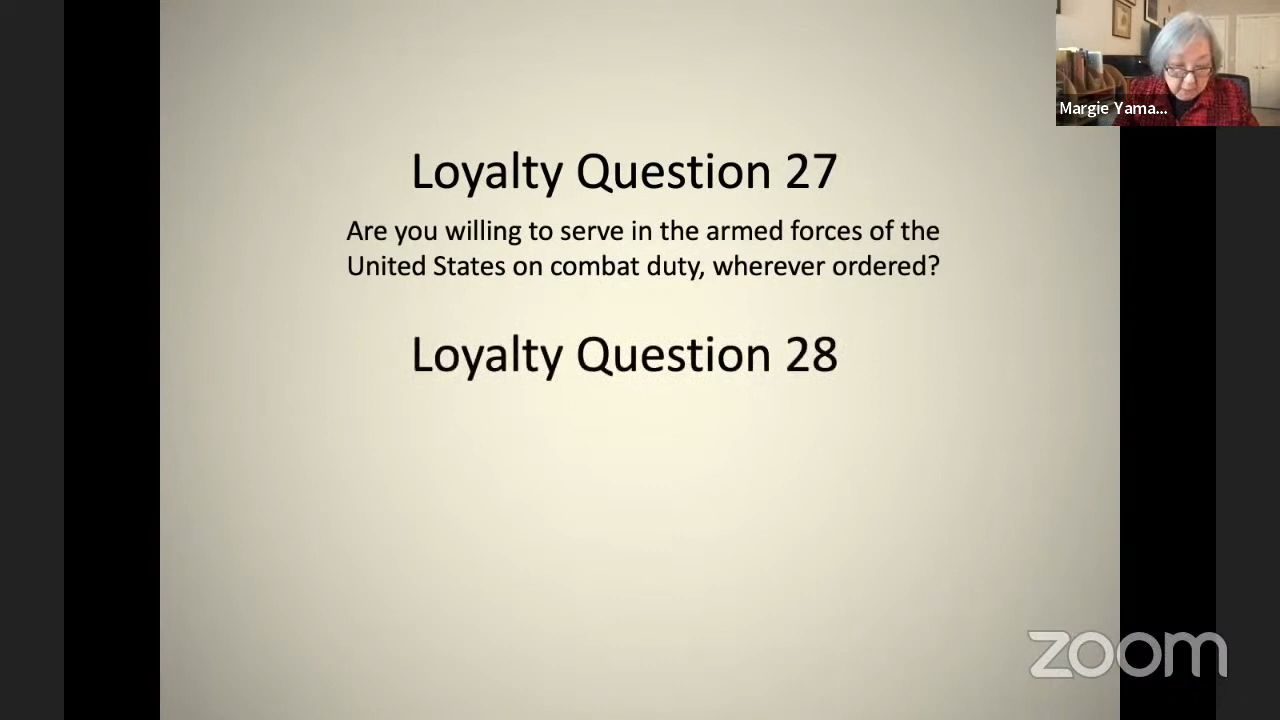 Margie Yama...
Loyalty Question 27
Are you willing to serve in the armed forces of the
United States on combat duty, wherever ordered?
Loyalty Question 28
zoom